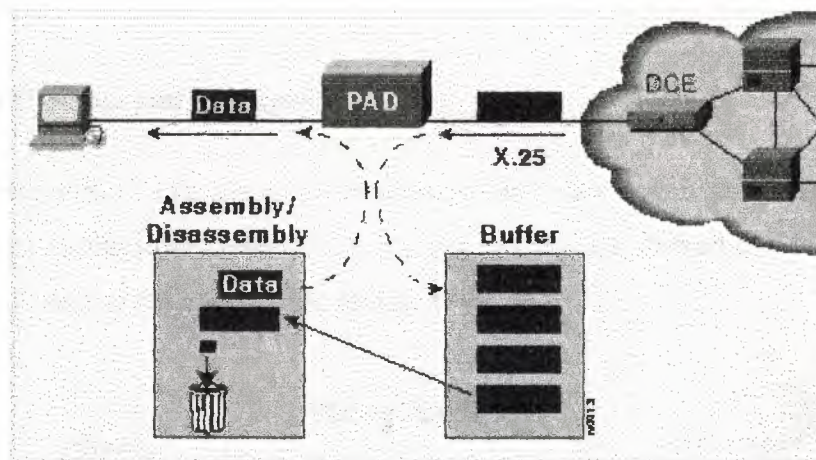 Data
PAD
DCE
X.25
Assembly/
Disassembly
Buffer
Data